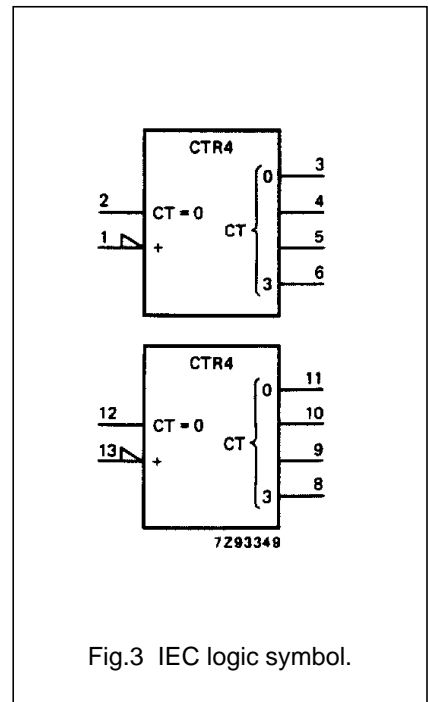 CTR4
0 3
2 4
CT = 0
1 + CT 5
3 6
CTR4
0 11
12 10
CT = 0
13 + CT 9
3 8
7Z93349
Fig.3 IEC logic symbol.